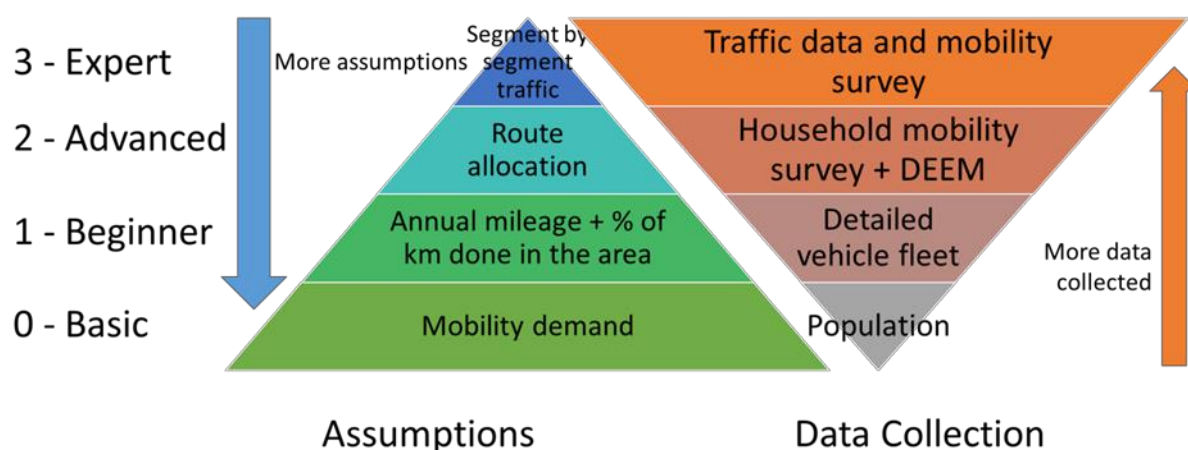 3 - Expert
More assumptions
Segment by
segment
traffic
Traffic data and mobility
survey
2 - Advanced
Route
allocation
Household mobility
survey + DEEM
1 - Beginner
Annual mileage + % of
km done in the area
Detailed
vehicle fleet
More data
collected
0 - Basic
Mobility demand
Population
Assumptions
Data Collection